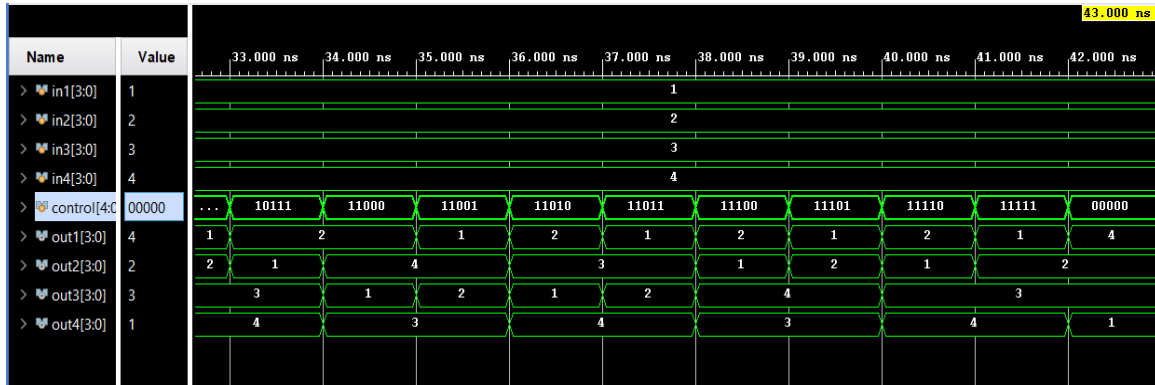 43.000 ns
Name Value 33.000 ns 34.000 ns 35.000 ns 36.000 ns 37.000 ns 38.000 ns 39.000 ns 40.000 ns 41.000 ns 42.000 ns
in1[3:0] 1 1
in2[3:0] 2 2
in3[3:0] 3 3
in4[3:0] 4 4
control[4:0 00000 ... 10111 11000 11001 11010 11011 11100 11101 11110 11111 00000
out1[3:0] 4 1 2 1 2 1 2 1 2 1 4
out2[3:0] 2 2 1 4 3 1 2 1 2
out3[3:0] 3 3 1 2 1 2 4 3
out4[3:0] 1 4 3 4 3 4 1